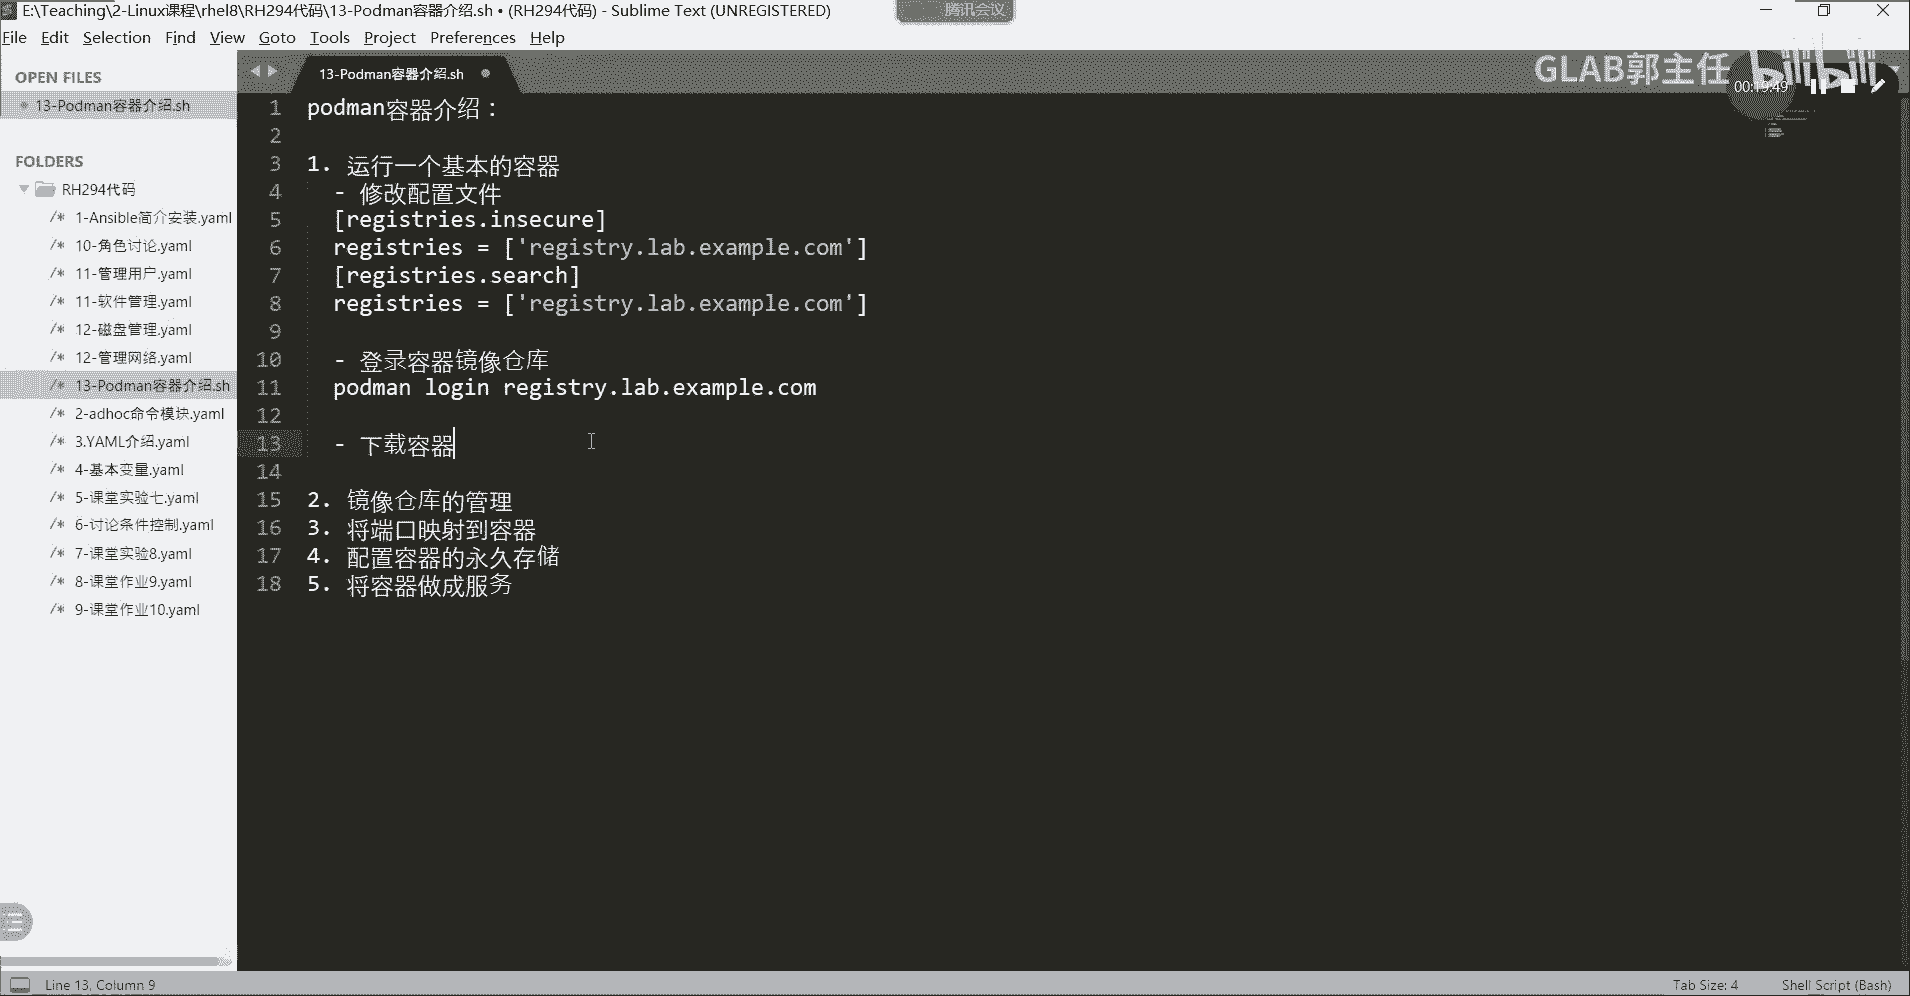 E:\Teaching\2-Linux课程\rhel8\RH294代码\13-Podman容器介绍.sh • (RH294代码) - Sublime Text (UNREGISTERED)
腾讯会议
File Edit Selection Find View Goto Tools Project Preferences Help
OPEN FILES
13-Podman容器介绍.sh
FOLDERS
RH294代码
/* 1-Ansible简介安装.yaml
/* 10-角色讨论.yaml
/* 11-管理用户.yaml
/* 11-软件管理.yaml
/* 12-磁盘管理.yaml
/* 12-管理网络.yaml
/* 13-Podman容器介绍.sh
/* 2-adhoc命令模块.yaml
/* 3.YAML介绍.yaml
/* 4-基本变量.yaml
/* 5-课堂实验七.yaml
/* 6-讨论条件控制.yaml
/* 7-课堂实验8.yaml
/* 8-课堂作业9.yaml
/* 9-课堂作业10.yaml
13-Podman容器介绍.sh
GLAB郭主任 bilibili
00:19:49
1 podman容器介绍：
2
3 1. 运行一个基本的容器
4 - 修改配置文件
5 [registries.insecure]
6 registries = ['registry.lab.example.com']
7 [registries.search]
8 registries = ['registry.lab.example.com']
9
10 - 登录容器镜像仓库
11 podman login registry.lab.example.com
12
13 - 下载容器
14
15 2. 镜像仓库的管理
16 3. 将端口映射到容器
17 4. 配置容器的永久存储
18 5. 将容器做成服务
Line 13, Column 9
Tab Size: 4
Shell Script (Bash)